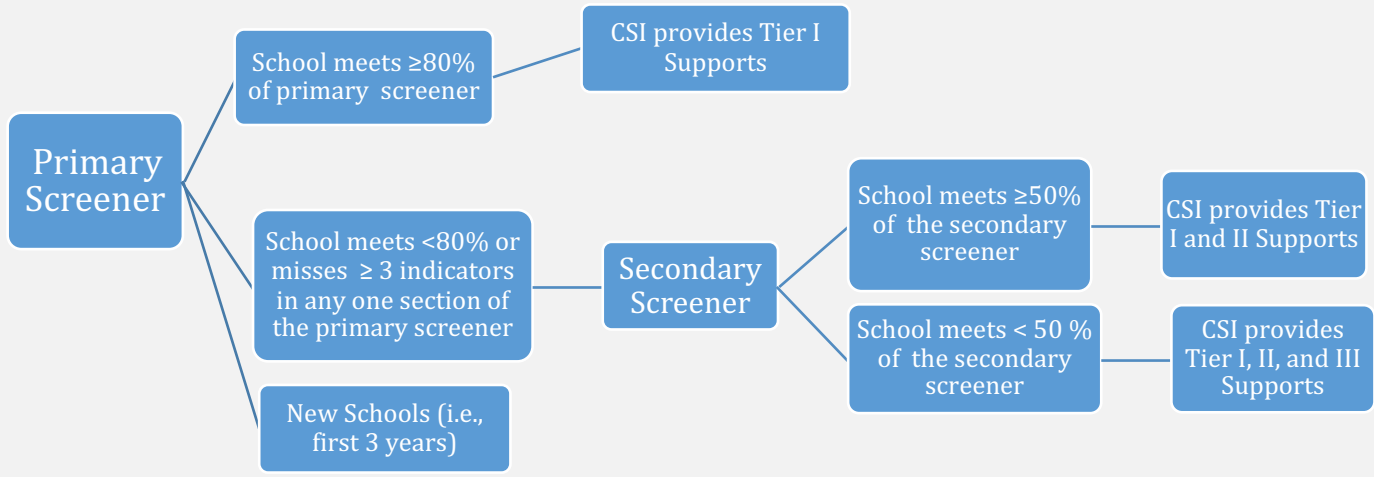 Primary
Screener
School meets ≥80%
of primary screener
CSI provides Tier I
Supports
School meets <80% or
misses ≥ 3 indicators
in any one section of
the primary screener
Secondary
Screener
School meets ≥50%
of the secondary
screener
CSI provides Tier
I and II Supports
School meets < 50 %
of the secondary
screener
CSI provides
Tier I, II, and III
Supports
New Schools (i.e.,
first 3 years)